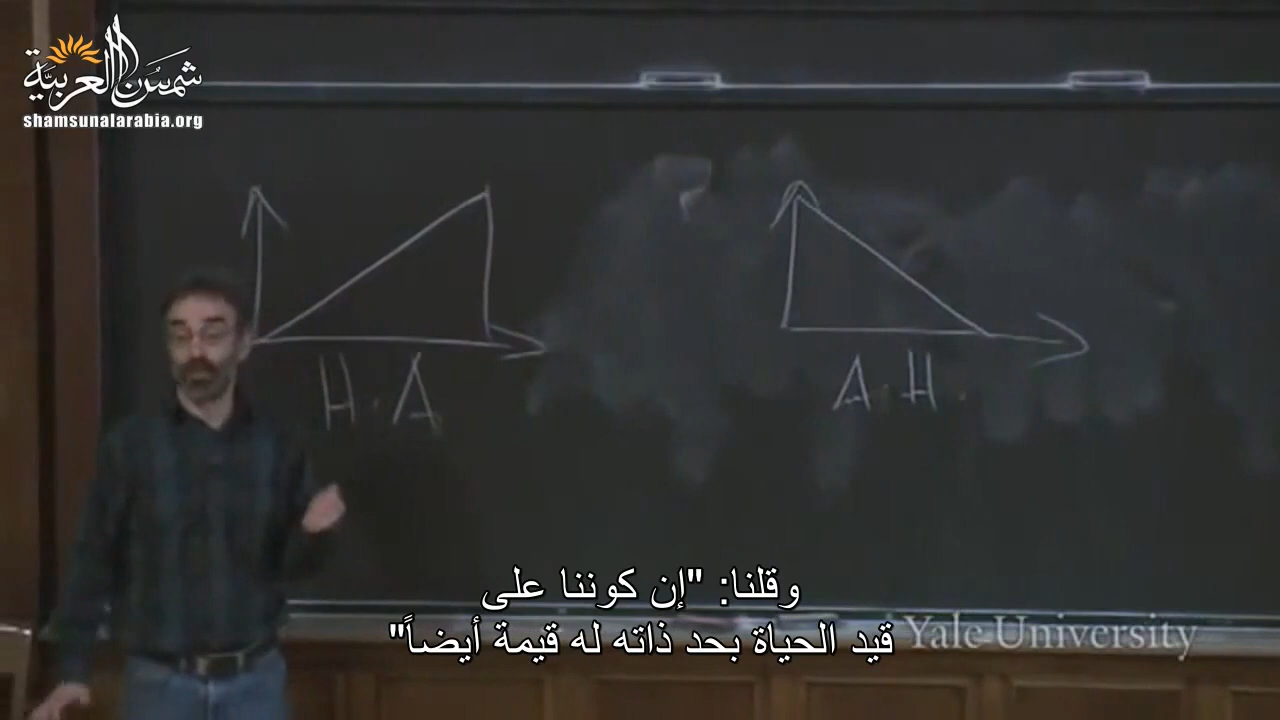 شمس العربية
shamsunalarabia.org
H. A
A. H.
وقلنا: "إن كوننا على
قيد الحياة بحد ذاته له قيمة أيضاً"
Yale University